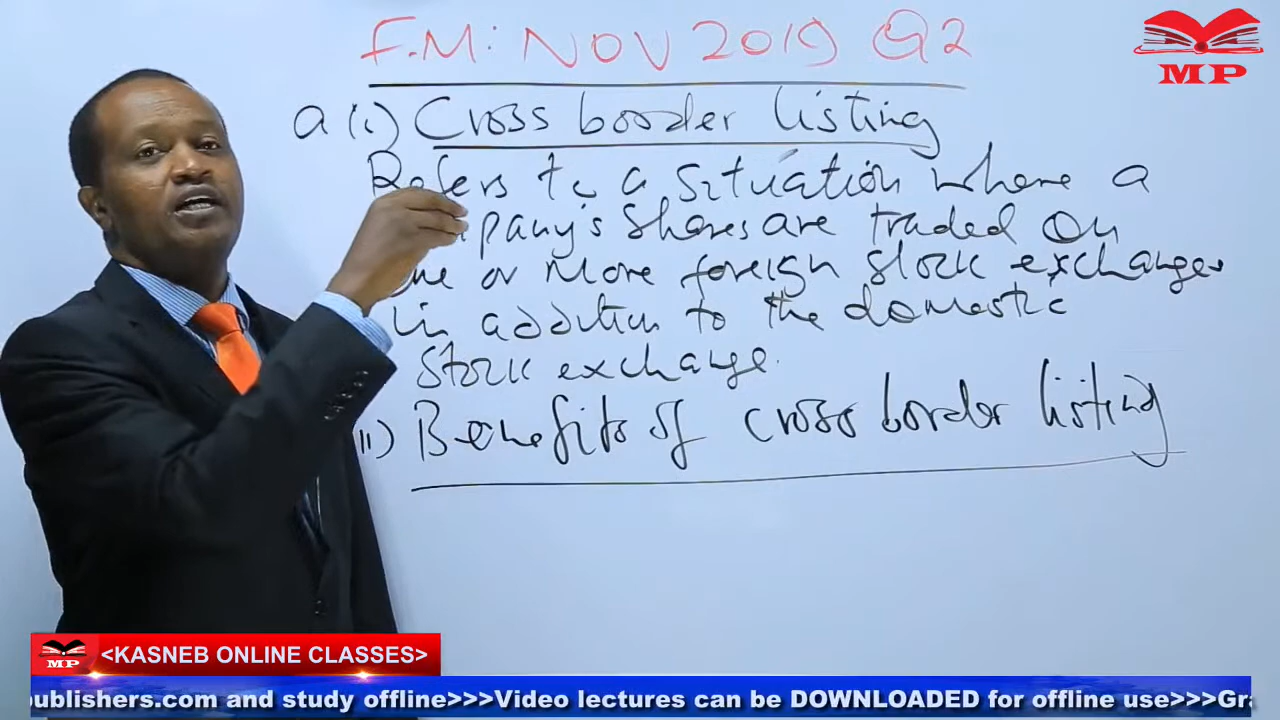 F.M: NOV 2019 Q2
MP
a (i) Cross border listing
Refers to a situation where a
pany's shares are traded on
one or more foreign stock exchanges
in addition to the domestic
stock exchange.
ii) Benefits of cross border listing
MP <KASNEB ONLINE CLASSES>
ublishers.com and study offline>>>Video lectures can be DOWNLOADED for offline use>>>Gra